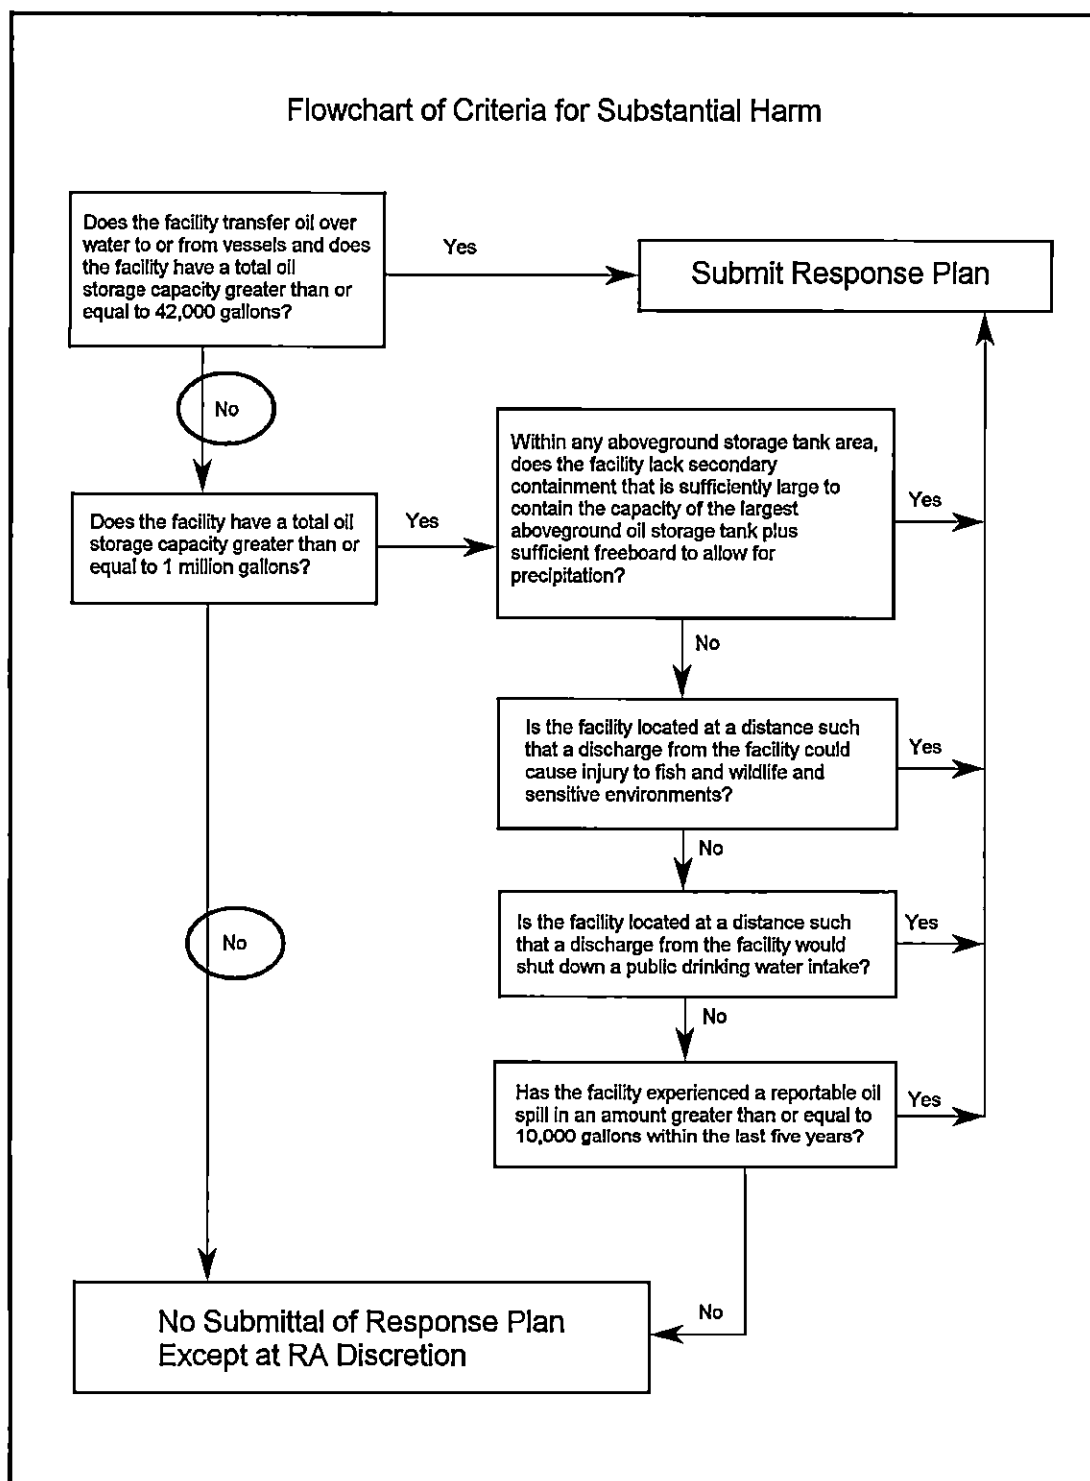 Flowchart of Criteria for Substantial Harm
Does the facility transfer oil over
water to or from vessels and does
the facility have a total oil
storage capacity greater than or
equal to 42,000 gallons?
Yes
Submit Response Plan
No
Within any aboveground storage tank area,
does the facility lack secondary
containment that is sufficiently large to
contain the capacity of the largest
aboveground oil storage tank plus
sufficient freeboard to allow for
precipitation?
Yes
Does the facility have a total oil
storage capacity greater than or
equal to 1 million gallons?
Yes
No
Is the facility located at a distance such
that a discharge from the facility could
cause injury to fish and wildlife and
sensitive environments?
Yes
No
Is the facility located at a distance such
that a discharge from the facility would
shut down a public drinking water intake?
Yes
No
No
Has the facility experienced a reportable oil
spill in an amount greater than or equal to
10,000 gallons within the last five years?
Yes
No
No Submittal of Response Plan
Except at RA Discretion